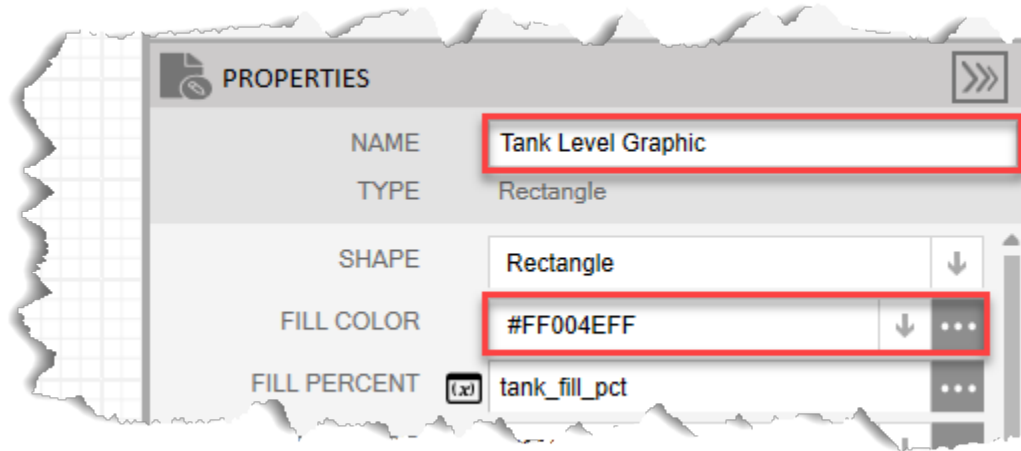 PROPERTIES
NAME Tank Level Graphic
TYPE Rectangle
SHAPE Rectangle
FILL COLOR #FF004EFF
FILL PERCENT (x) tank_fill_pct